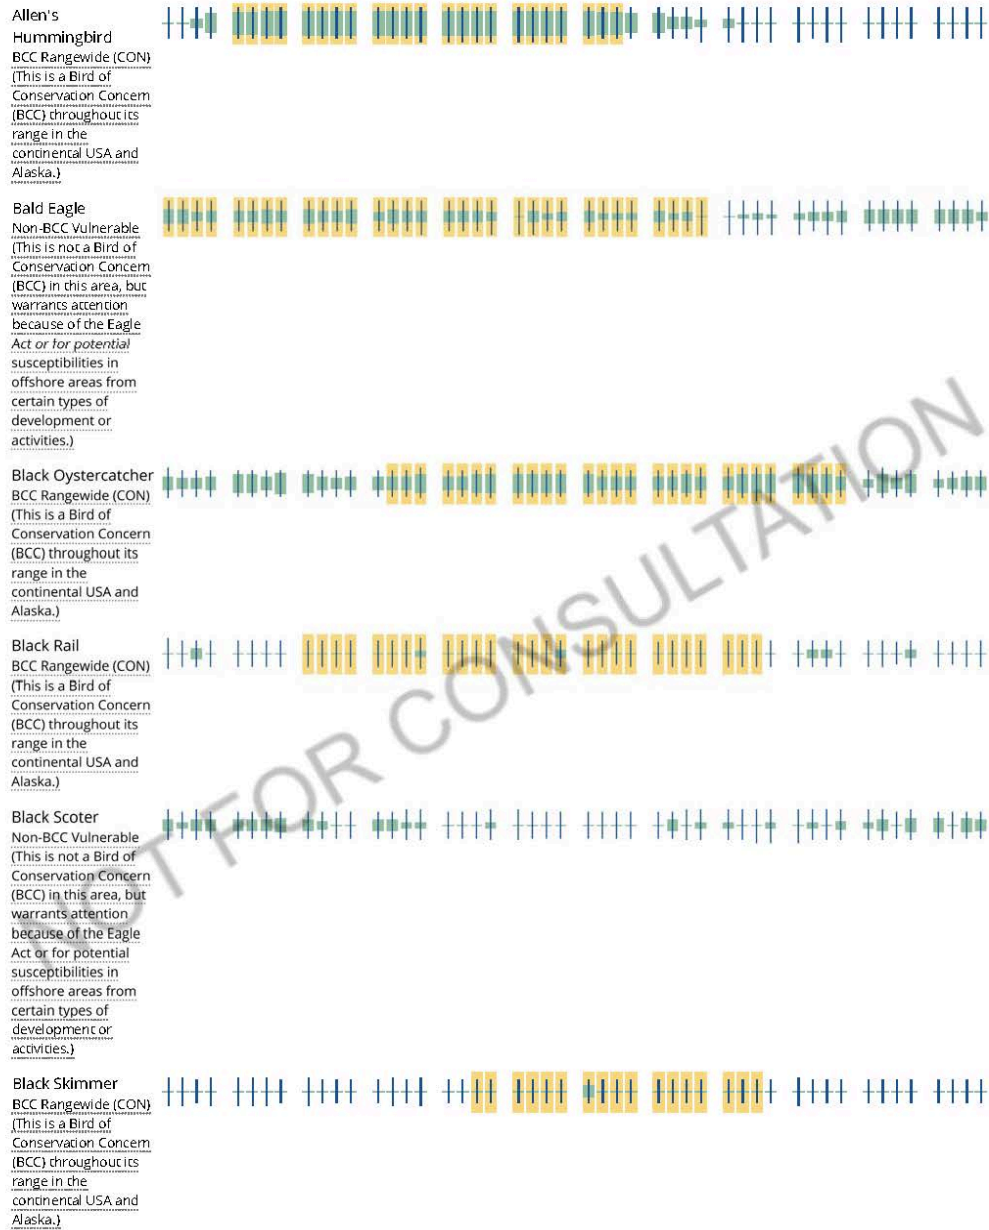 Allen's
Hummingbird
BCC Rangewide (CON)
(This is a Bird of
Conservation Concern
(BCC) throughout its
range in the
continental USA and
Alaska.)
Bald Eagle
Non-BCC Vulnerable
(This is not a Bird of
Conservation Concern
(BCC) in this area, but
warrants attention
because of the Eagle
Act or for potential
susceptibilities in
offshore areas from
certain types of
development or
activities.)
Black Oystercatcher
BCC Rangewide (CON)
(This is a Bird of
Conservation Concern
(BCC) throughout its
range in the
continental USA and
Alaska.)
Black Rail
BCC Rangewide (CON)
(This is a Bird of
Conservation Concern
(BCC) throughout its
range in the
continental USA and
Alaska.)
Black Scoter
Non-BCC Vulnerable
(This is not a Bird of
Conservation Concern
(BCC) in this area, but
warrants attention
because of the Eagle
Act or for potential
susceptibilities in
offshore areas from
certain types of
development or
activities.)
Black Skimmer
BCC Rangewide (CON)
(This is a Bird of
Conservation Concern
(BCC) throughout its
range in the
continental USA and
Alaska.)
NOT FOR CONSULTATION